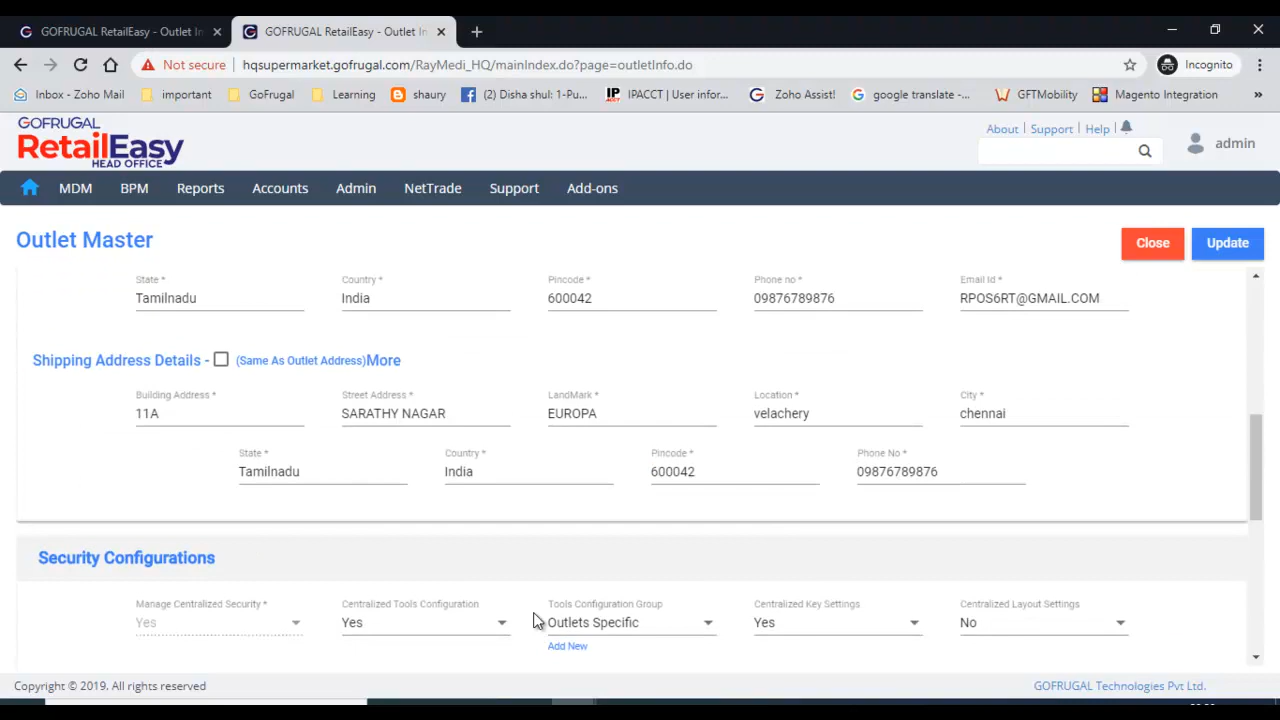 GOFRUGAL RetailEasy - Outlet In
GOFRUGAL RetailEasy - Outlet In
Not secure
hqsupermarket.gofrugal.com/RayMedi_HQ/mainIndex.do?page=outletInfo.do
Incognito
Inbox - Zoho Mail
important
GoFrugal
Learning
shaury
(2) Disha shul: 1-Pu...
IP ACCT
IPACCT | User infor...
Zoho Assist!
google translate -...
GFTMobility
Magento Integration
»
GOFRUGAL
RetailEasy
HEAD OFFICE
About | Support | Help |
admin
MDM BPM Reports Accounts Admin NetTrade Support Add-ons
Outlet Master
Close Update
State * Country * Pincode * Phone no * Email Id *
Tamilnadu India 600042 09876789876 RPOS6RT@GMAIL.COM
Shipping Address Details - (Same As Outlet Address)More
Building Address * Street Address * LandMark * Location * City *
11A SARATHY NAGAR EUROPA velachery chennai
State * Country * Pincode * Phone No *
Tamilnadu India 600042 09876789876
Security Configurations
Manage Centralized Security * Centralized Tools Configuration Tools Configuration Group Centralized Key Settings Centralized Layout Settings
Yes Yes Outlets Specific Yes No
Add New
Copyright © 2019. All rights reserved
GOFRUGAL Technologies Pvt Ltd.